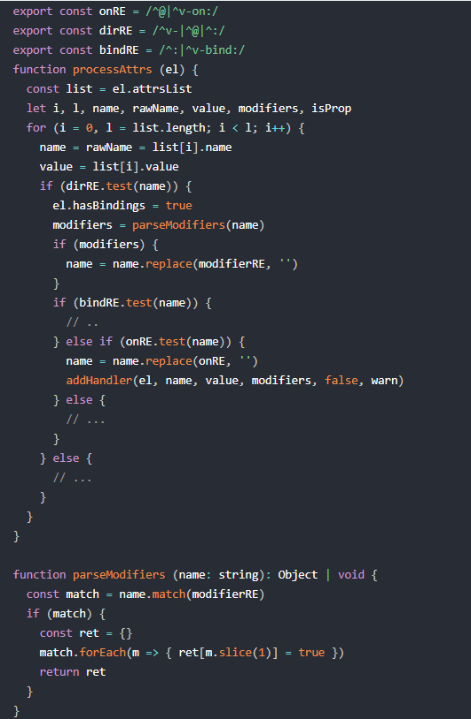 export const onRE = /^@|^v-on:/
export const dirRE = /^v-|^@|^:/
export const bindRE = /^:|^v-bind:/
function processAttrs (el) {
  const list = el.attrsList
  let i, l, name, rawName, value, modifiers, isProp
  for (i = 0, l = list.length; i < l; i++) {
    name = rawName = list[i].name
    value = list[i].value
    if (dirRE.test(name)) {
      el.hasBindings = true
      modifiers = parseModifiers(name)
      if (modifiers) {
        name = name.replace(modifierRE, '')
      }
      if (bindRE.test(name)) {
        // ..
      } else if (onRE.test(name)) {
        name = name.replace(onRE, '')
        addHandler(el, name, value, modifiers, false, warn)
      } else {
        // ...
      }
    } else {
      // ...
    }
  }
}

function parseModifiers (name: string): Object | void {
  const match = name.match(modifierRE)
  if (match) {
    const ret = {}
    match.forEach(m => { ret[m.slice(1)] = true })
    return ret
  }
}